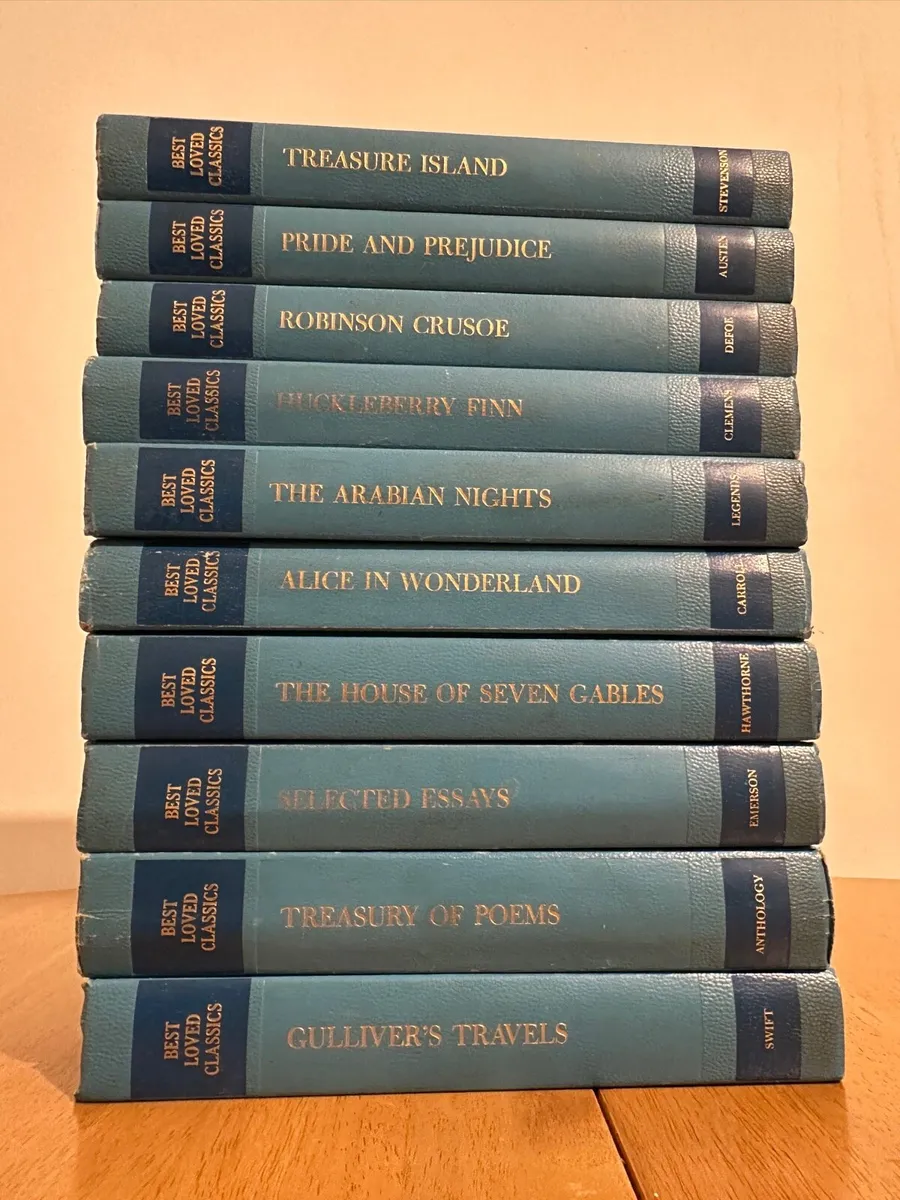 BEST
LOVED
CLASSICS
TREASURE ISLAND
STEVENSON
BEST
LOVED
CLASSICS
PRIDE AND PREJUDICE
AUSTEN
BEST
LOVED
CLASSICS
ROBINSON CRUSOE
DEFOE
BEST
LOVED
CLASSICS
HUCKLEBERRY FINN
CLEMENS
BEST
LOVED
CLASSICS
THE ARABIAN NIGHTS
LEGENDS
BEST
LOVED
CLASSICS
ALICE IN WONDERLAND
CARROLL
BEST
LOVED
CLASSICS
THE HOUSE OF SEVEN GABLES
HAWTHORNE
BEST
LOVED
CLASSICS
SELECTED ESSAYS
EMERSON
BEST
LOVED
CLASSICS
TREASURY OF POEMS
ANTHOLOGY
BEST
LOVED
CLASSICS
GULLIVER'S TRAVELS
SWIFT